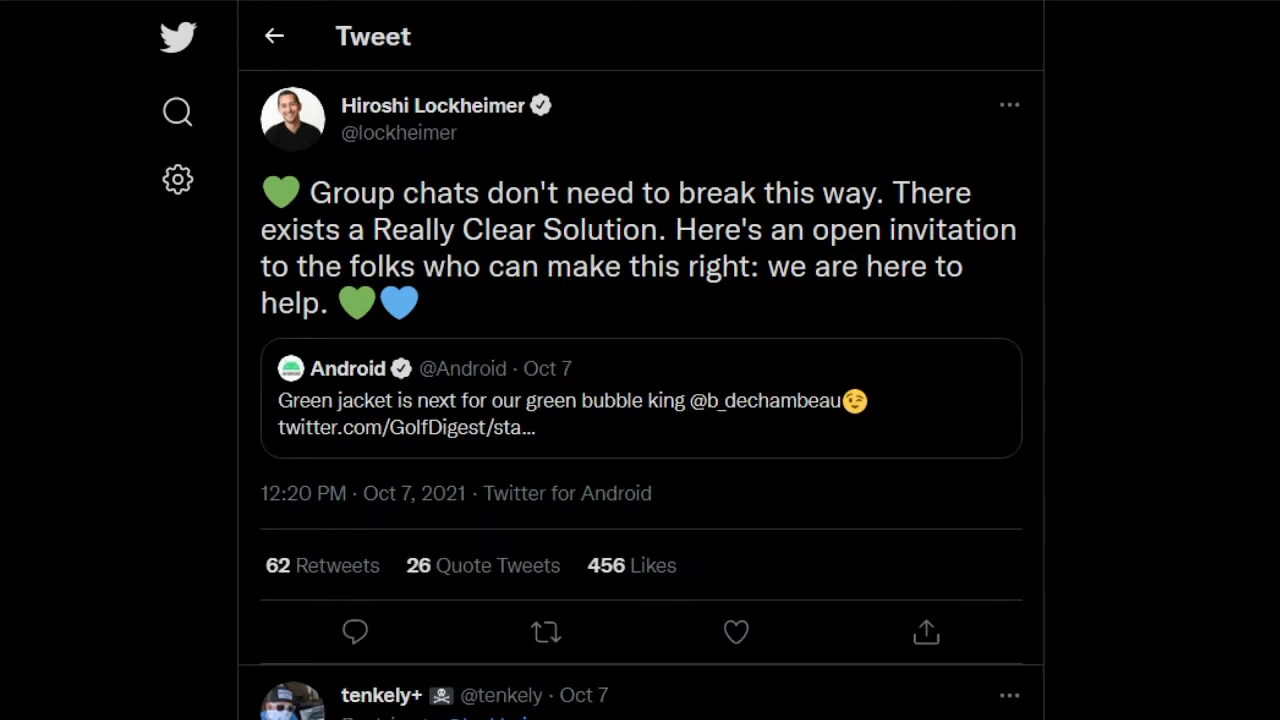 Tweet
Hiroshi Lockheimer
@lockheimer
💚 Group chats don't need to break this way. There
exists a Really Clear Solution. Here's an open invitation
to the folks who can make this right: we are here to
help. 💚💙
Android @Android · Oct 7
Green jacket is next for our green bubble king @b_dechambeau😉
twitter.com/GolfDigest/sta...
12:20 PM · Oct 7, 2021 · Twitter for Android
62 Retweets 26 Quote Tweets 456 Likes
tenkely+ ☠ @tenkely · Oct 7